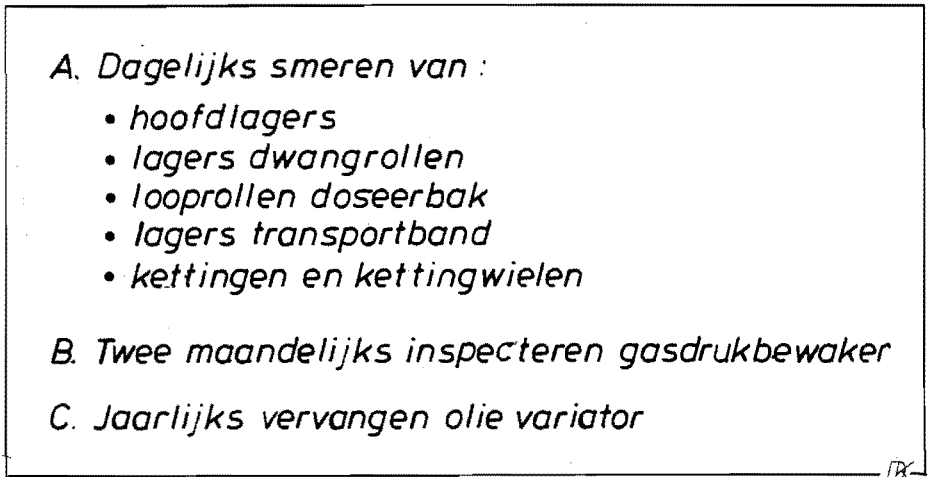 A. Dagelijks smeren van :
• hoofdlagers
• lagers dwangrollen
• looprollen doseerbak
• lagers transportband
• kettingen en kettingwielen
B. Twee maandelijks inspecteren gasdrukbewaker
C. Jaarlijks vervangen olie variator